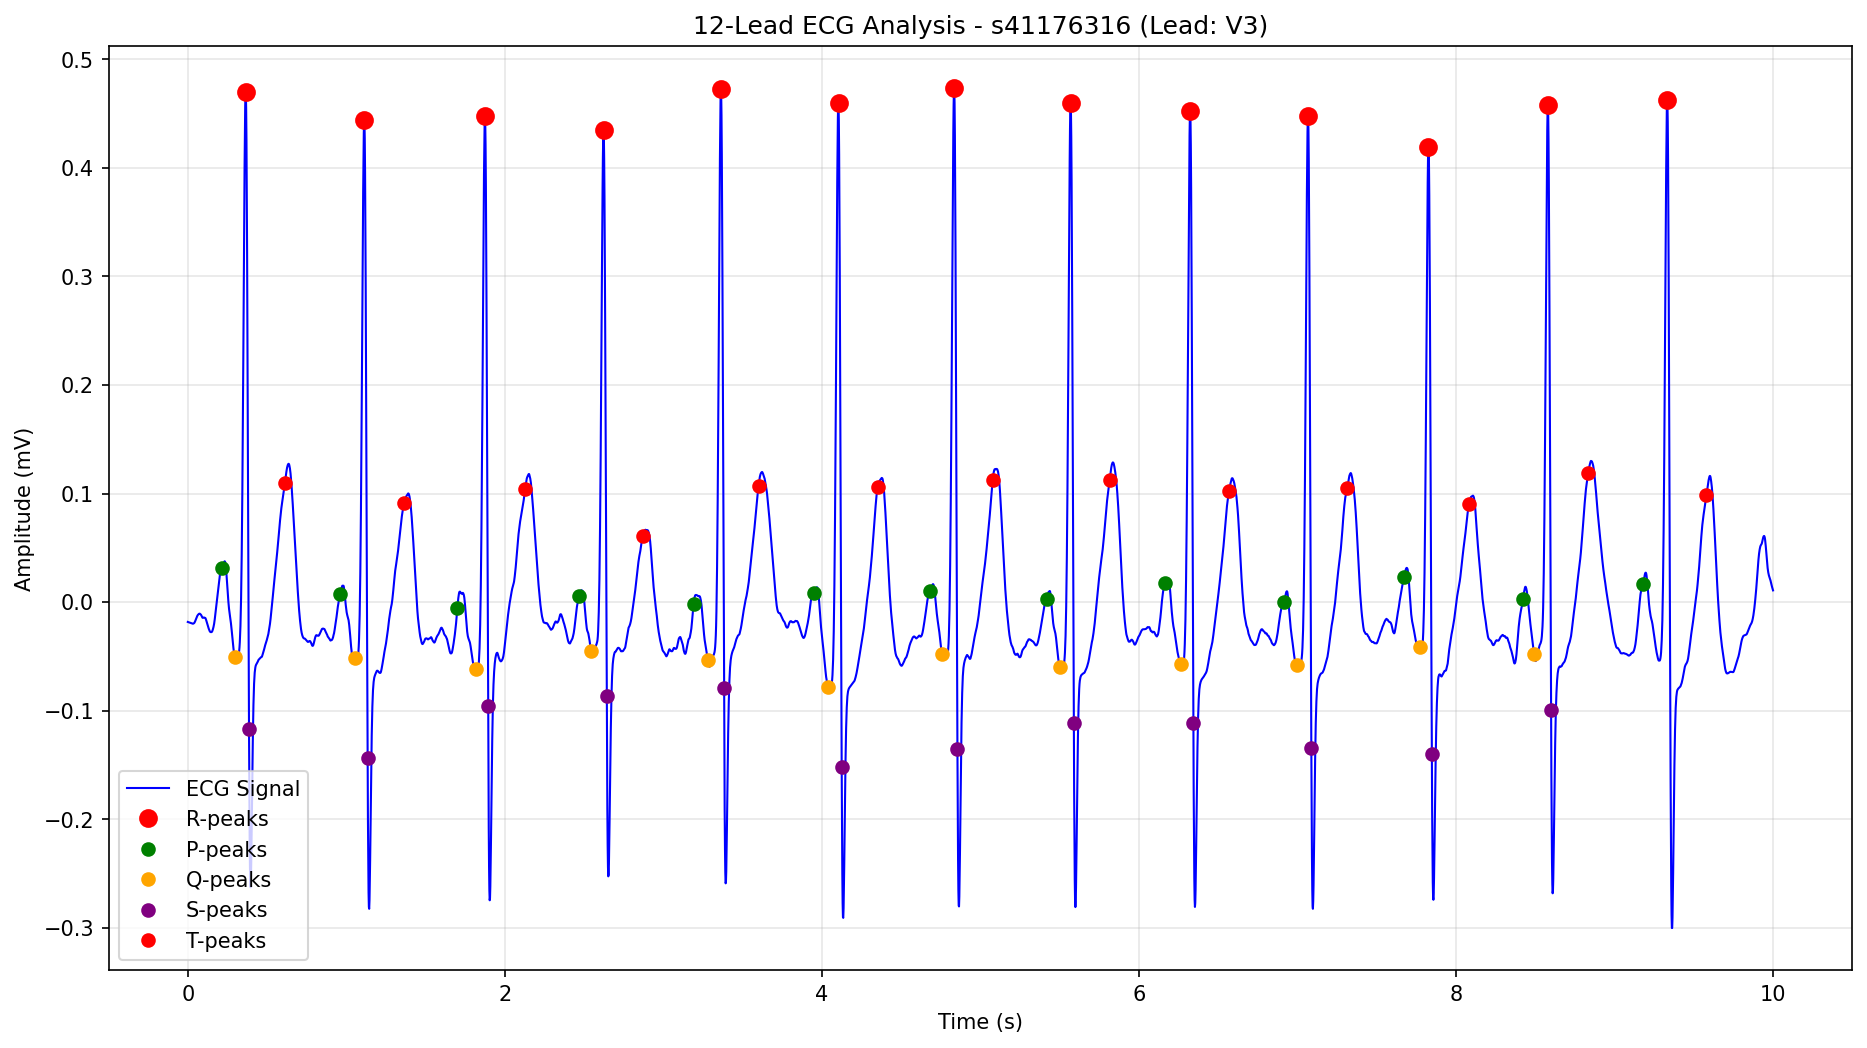 12-Lead ECG Analysis - s41176316 (Lead: V3)
Amplitude (mV)
0.5
0.4
0.3
0.2
0.1
0.0
−0.1
−0.2
−0.3
ECG Signal
R-peaks
P-peaks
Q-peaks
S-peaks
T-peaks
0 2 4 6 8 10
Time (s)